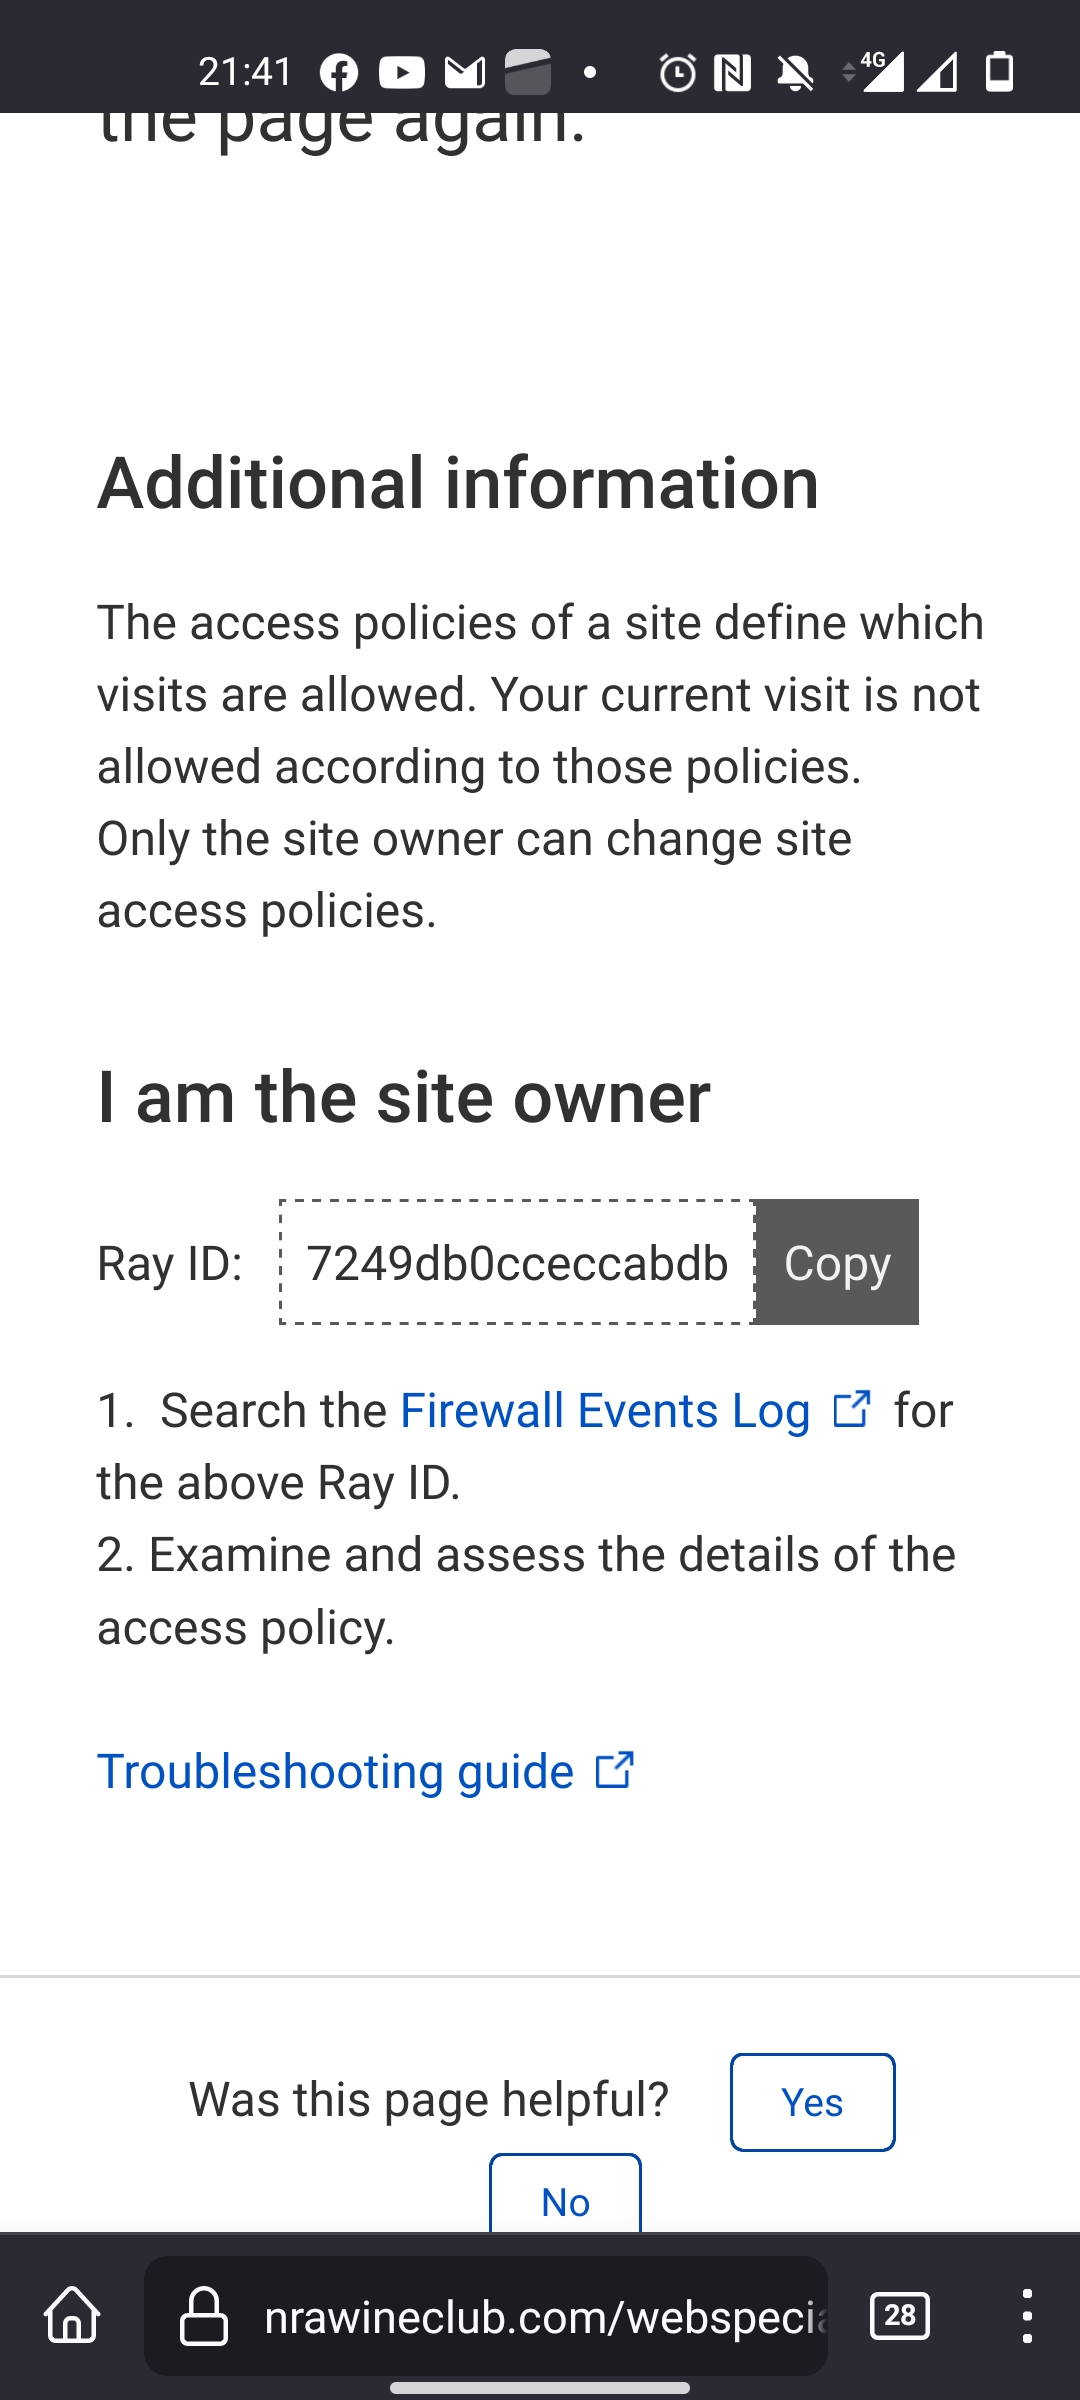 21:41
4G
the page again.
Additional information
The access policies of a site define which
visits are allowed. Your current visit is not
allowed according to those policies.
Only the site owner can change site
access policies.
I am the site owner
Ray ID: 7249db0cceccabdb Copy
1. Search the Firewall Events Log for
the above Ray ID.
2. Examine and assess the details of the
access policy.
Troubleshooting guide
Was this page helpful? Yes
No
nrawineclub.com/webspecia
28